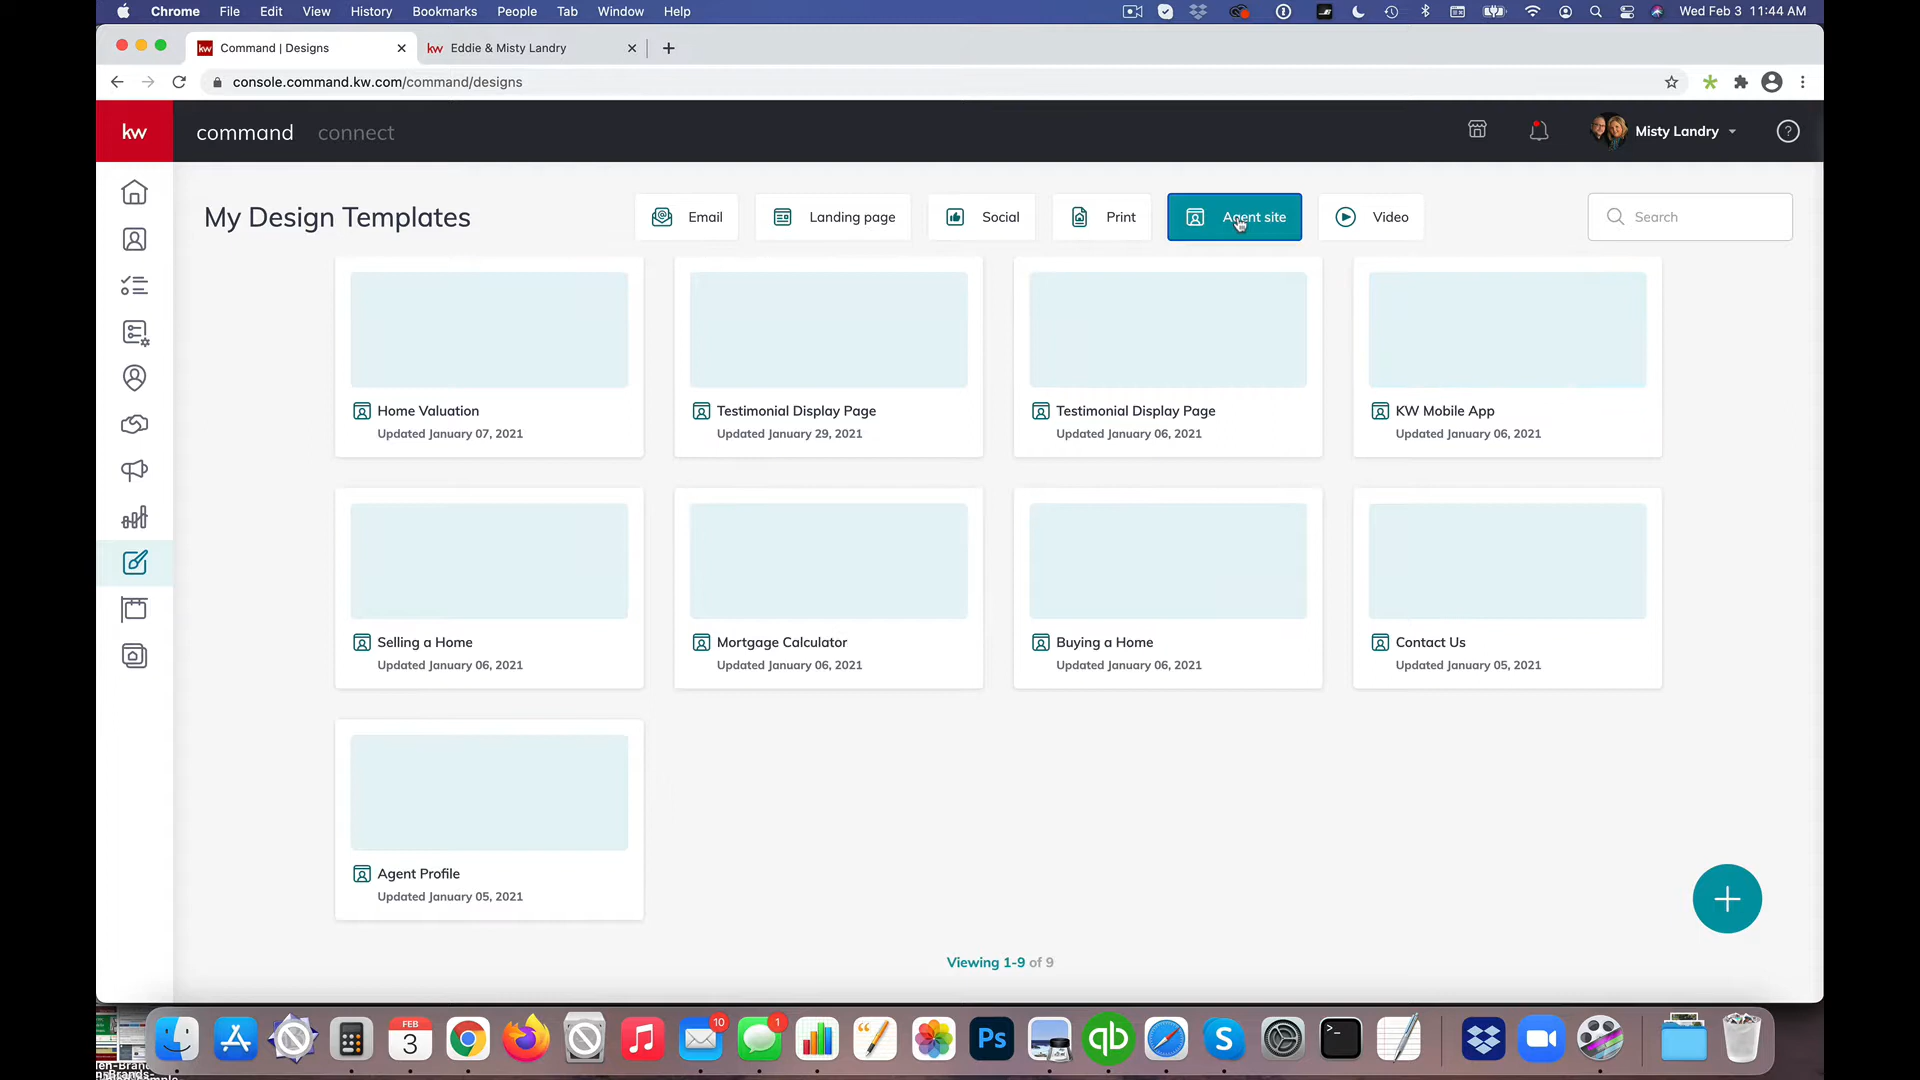 Chrome File Edit View History Bookmarks People Tab Window Help Wed Feb 3 11:44 AM
kw Command | Designs kw Eddie & Misty Landry
console.command.kw.com/command/designs
kw command connect Misty Landry ?
My Design Templates Email Landing page Social Print Agent site Video Search
Home Valuation Testimonial Display Page Testimonial Display Page KW Mobile App
Updated January 07, 2021 Updated January 29, 2021 Updated January 06, 2021 Updated January 06, 2021
Selling a Home Mortgage Calculator Buying a Home Contact Us
Updated January 06, 2021 Updated January 06, 2021 Updated January 06, 2021 Updated January 05, 2021
Agent Profile
Updated January 05, 2021
Viewing 1-9 of 9
FEB 3 10 1 Ps qb S